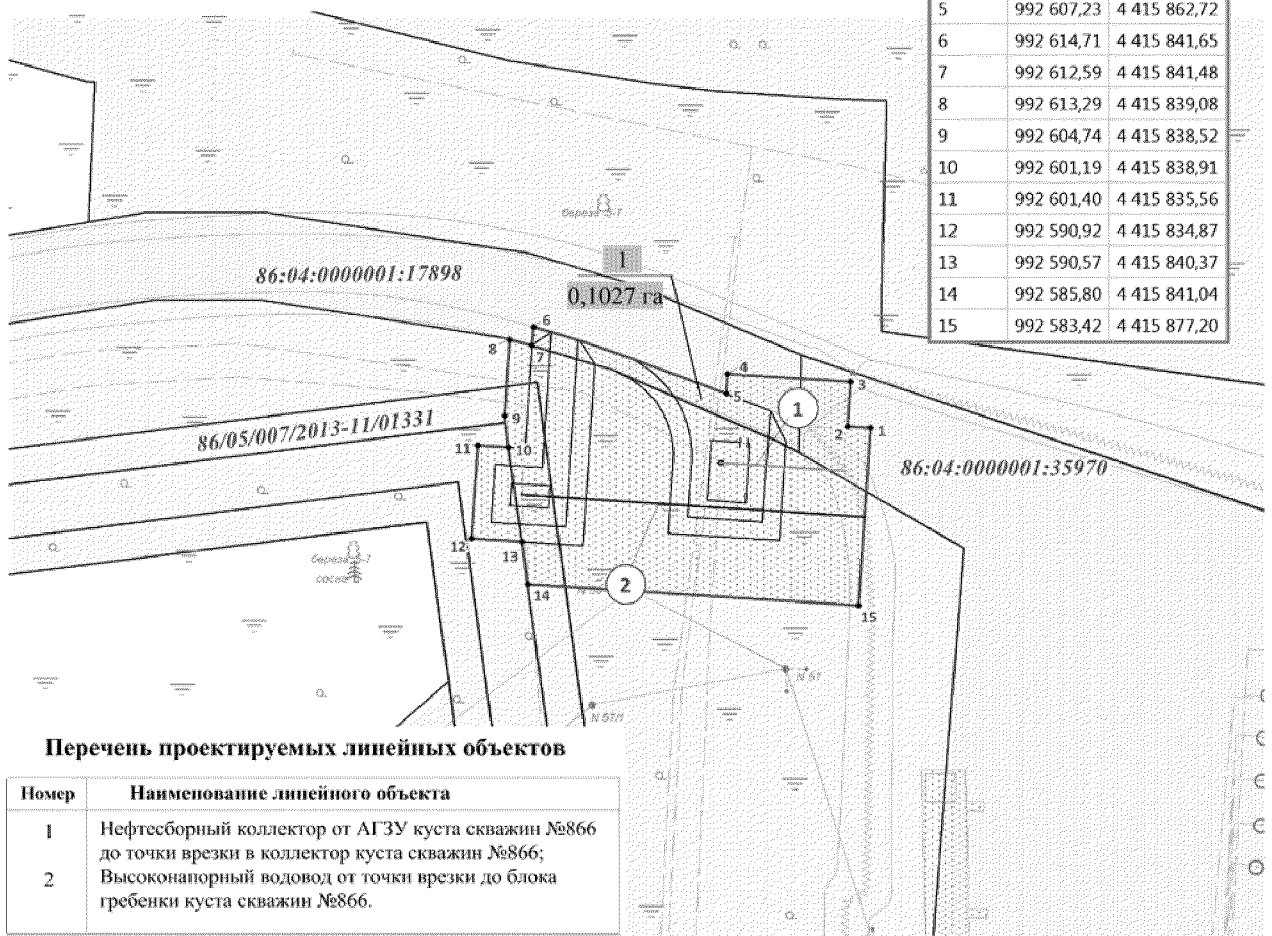 5 992 607,23 4 415 862,72
6 992 614,71 4 415 841,65
7 992 612,59 4 415 841,48
8 992 613,29 4 415 839,08
9 992 604,74 4 415 838,52
10 992 601,19 4 415 838,91
11 992 601,40 4 415 835,56
12 992 590,92 4 415 834,87
13 992 590,57 4 415 840,37
14 992 585,80 4 415 841,04
15 992 583,42 4 415 877,20
береза
1
0,1027 га
86:04:0000001:17898
6
8
7
4
3
5
1
2
1
9
86/05/007/2013-11/01331
11
10
86:04:0000001:35970
12
13
береза
сосна
14
2
15
N 57
N 57/1
Перечень проектируемых линейных объектов
Номер Наименование линейного объекта
1 Нефтесборный коллектор от АГЗУ куста скважин №866
до точки врезки в коллектор куста скважин №866;
2 Высоконапорный водовод от точки врезки до блока
гребенки куста скважин №866.